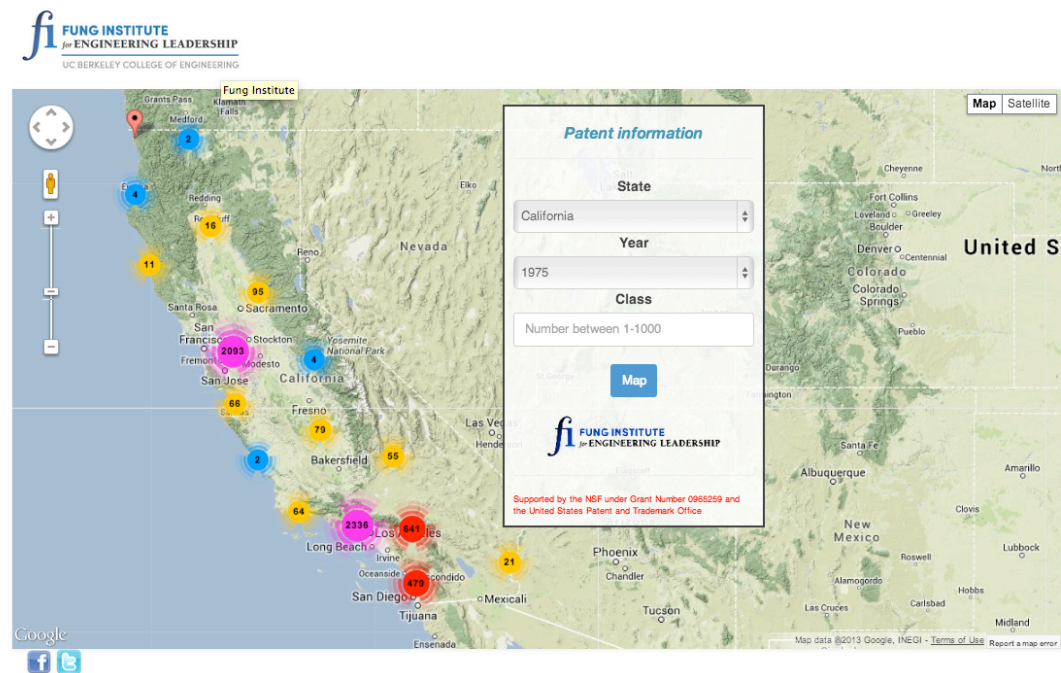 fi FUNG INSTITUTE
for ENGINEERING LEADERSHIP
UC BERKELEY COLLEGE OF ENGINEERING
Fung Institute
Grants Pass
Klamath
Falls
Medford
2
Map
Satellite
Patent information
State
California
Year
1975
Class
Number between 1-1000
Map
fi FUNG INSTITUTE
for ENGINEERING LEADERSHIP
Supported by the NSF under Grant Number 0965259 and
the United States Patent and Trademark Office
4
Redding
16
11
Elko
Reno
Nevada
95
Santa Rosa
Sacramento
San
Stockton
2093
Yosemite
National Park
Modesto
4
San Jose
California
66
Fresno
79
Las
Bakersfield
55
2
64
2336
641
Long Beach
Irvine
Oceanside
479
San Diego
Tijuana
Mexicali
Ensenada
21
Phoenix
Chandler
Tucson
Cheyenne
Fort Collins
Loveland
Greeley
Boulder
Denver
Centennial
United S
Colorado
Colorado
Springs
Pueblo
Durango
Santa Fe
Albuquerque
Amarillo
Clovis
New
Mexico
Lubbock
Roswell
Alamogordo
Hobbs
Las Cruces
Carlsbad
Midland
Google
Map data ©2013 Google, INEGI - Terms of Use
Report a map error
f
t